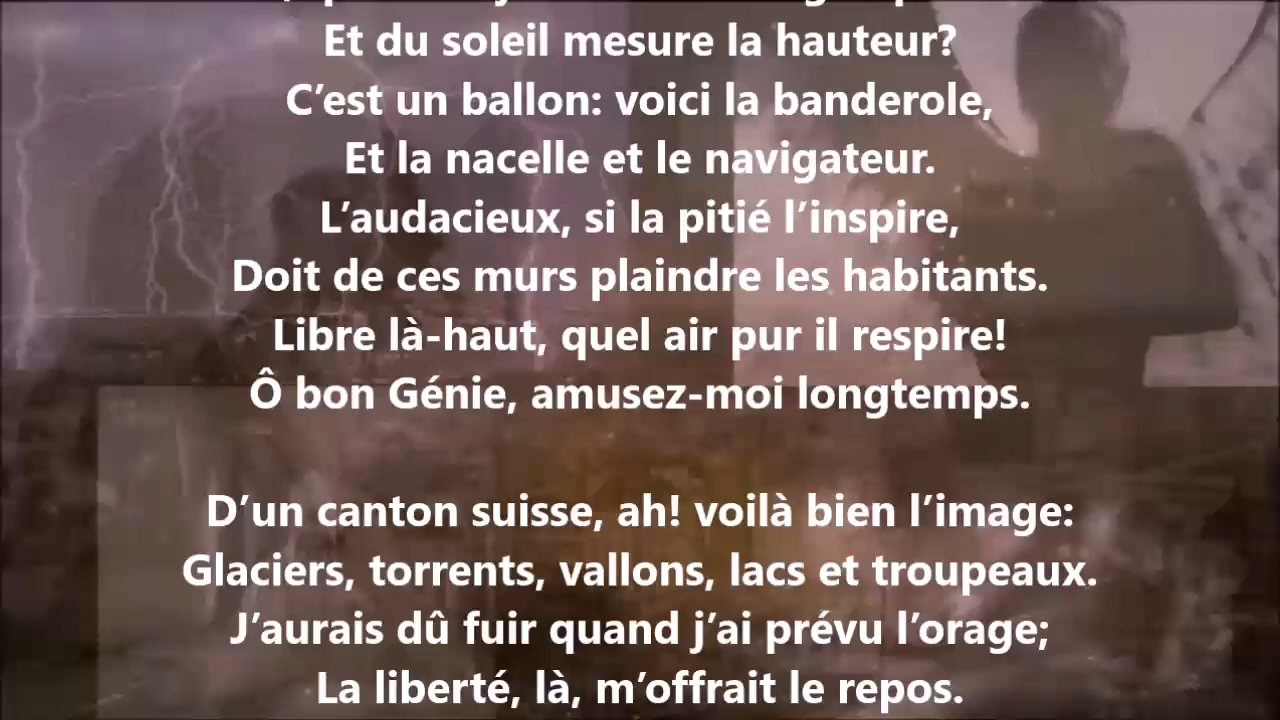 Et du soleil mesure la hauteur?
C’est un ballon: voici la banderole,
Et la nacelle et le navigateur.
L’audacieux, si la pitié l’inspire,
Doit de ces murs plaindre les habitants.
Libre là-haut, quel air pur il respire!
Ô bon Génie, amusez-moi longtemps.
D’un canton suisse, ah! voilà bien l’image:
Glaciers, torrents, vallons, lacs et troupeaux.
J’aurais dû fuir quand j’ai prévu l’orage;
La liberté, là, m’offrait le repos.